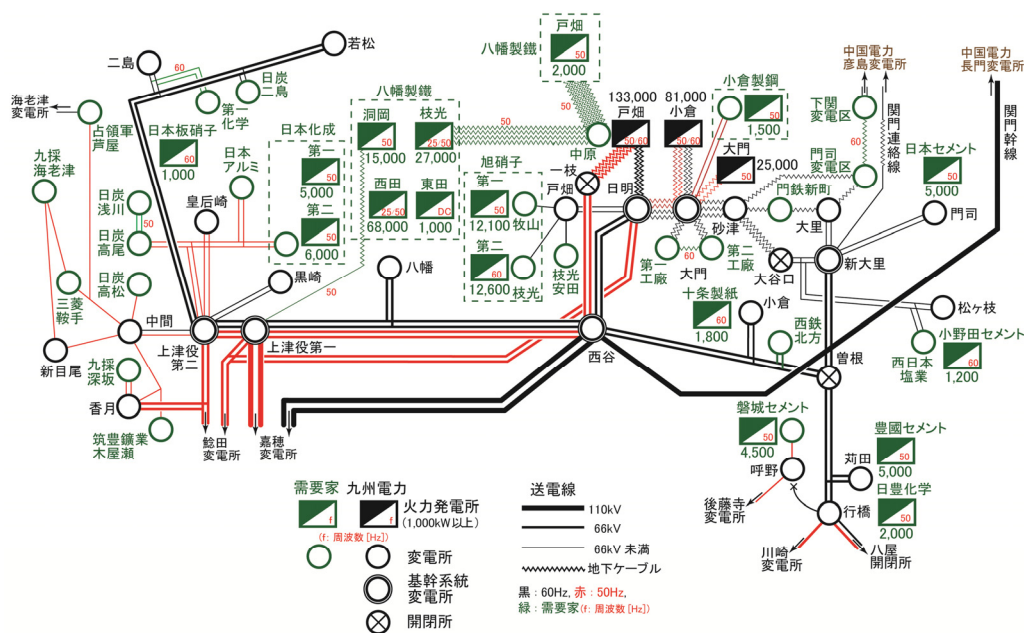 二島
若松
60
第一
化学
日炭
二島
海老津
変電所
占領軍
芦屋
日本板硝子
60
1,000
九採
海老津
日炭
浅川
50
日炭
高尾
日本
アルミ
皇后崎
日本化成
第一
50
5,000
第二
50
6,000
八幡製鐵
洞岡
50
15,000
枝光
25/50
27,000
西田
25/50
68,000
東田
DC
1,000
50
50
八幡製鐵
戸畑
50
2,000
50
中原
133,000
戸畑
50/60
81,000
小倉
50/60
小倉製鋼
50
1,500
大門
50
25,000
旭硝子
第一
50
12,100
牧山
第二
60
12,600
枝光
戸畑
枝光
安田
一枝
日明
砂津
第一
工廠
60
大門
第二
工廠
中国電力
彦島変電所
下関
変電区
60
門司
変電区
門鉄新町
大里
関門連絡線
中国電力
長門変電所
関門幹線
日本セメント
50
5,000
門司
大谷口
新大里
松ヶ枝
西日本
塩業
小野田セメント
60
1,200
日炭
高松
三菱
鞍手
新目尾
中間
九採
深坂
香月
筑豊鑛業
木屋瀬
黒崎
八幡
上津役
第二
上津役第一
西谷
十条製紙
60
1,800
小倉
西鉄
北方
曽根
鯰田
変電所
嘉穂
変電所
磐城セメント
50
4,500
呼野
後藤寺
変電所
豊國セメント
50
5,000
苅田
日豊化学
50
2,000
行橋
川崎
変電所
八屋
開閉所
需要家
九州電力
f
f
火力発電所
(1,000kW以上)
(f: 周波数[Hz])
変電所
基幹系統
変電所
開閉所
送電線
110kV
66kV
66kV 未満
地下ケーブル
黒：60Hz, 赤：50Hz,
緑：需要家(f: 周波数[Hz])